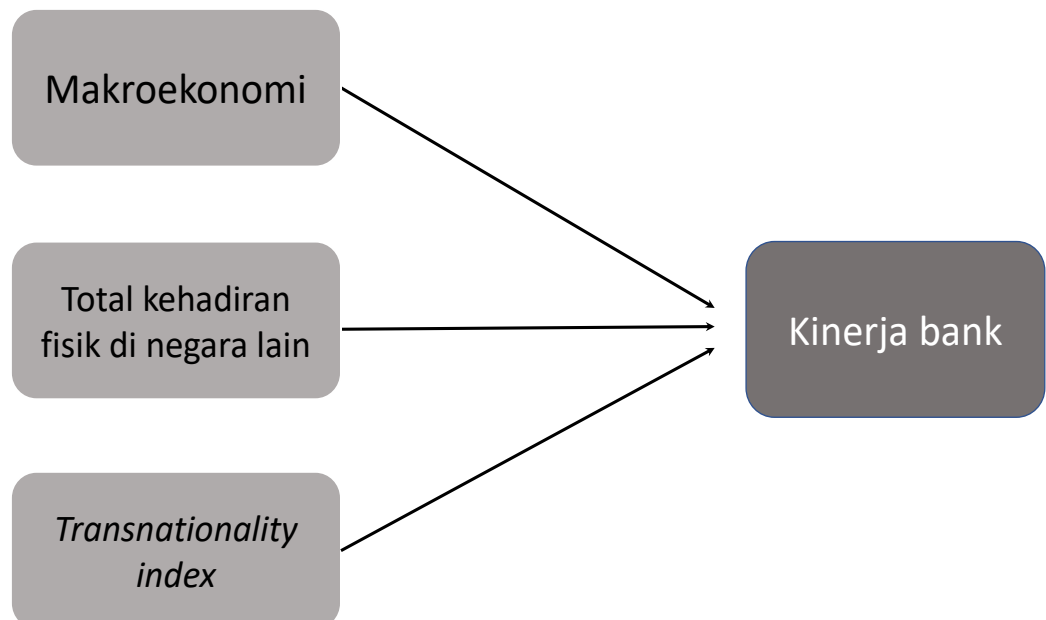 Makroekonomi
Total kehadiran
fisik di negara lain
Kinerja bank
Transnationality
index